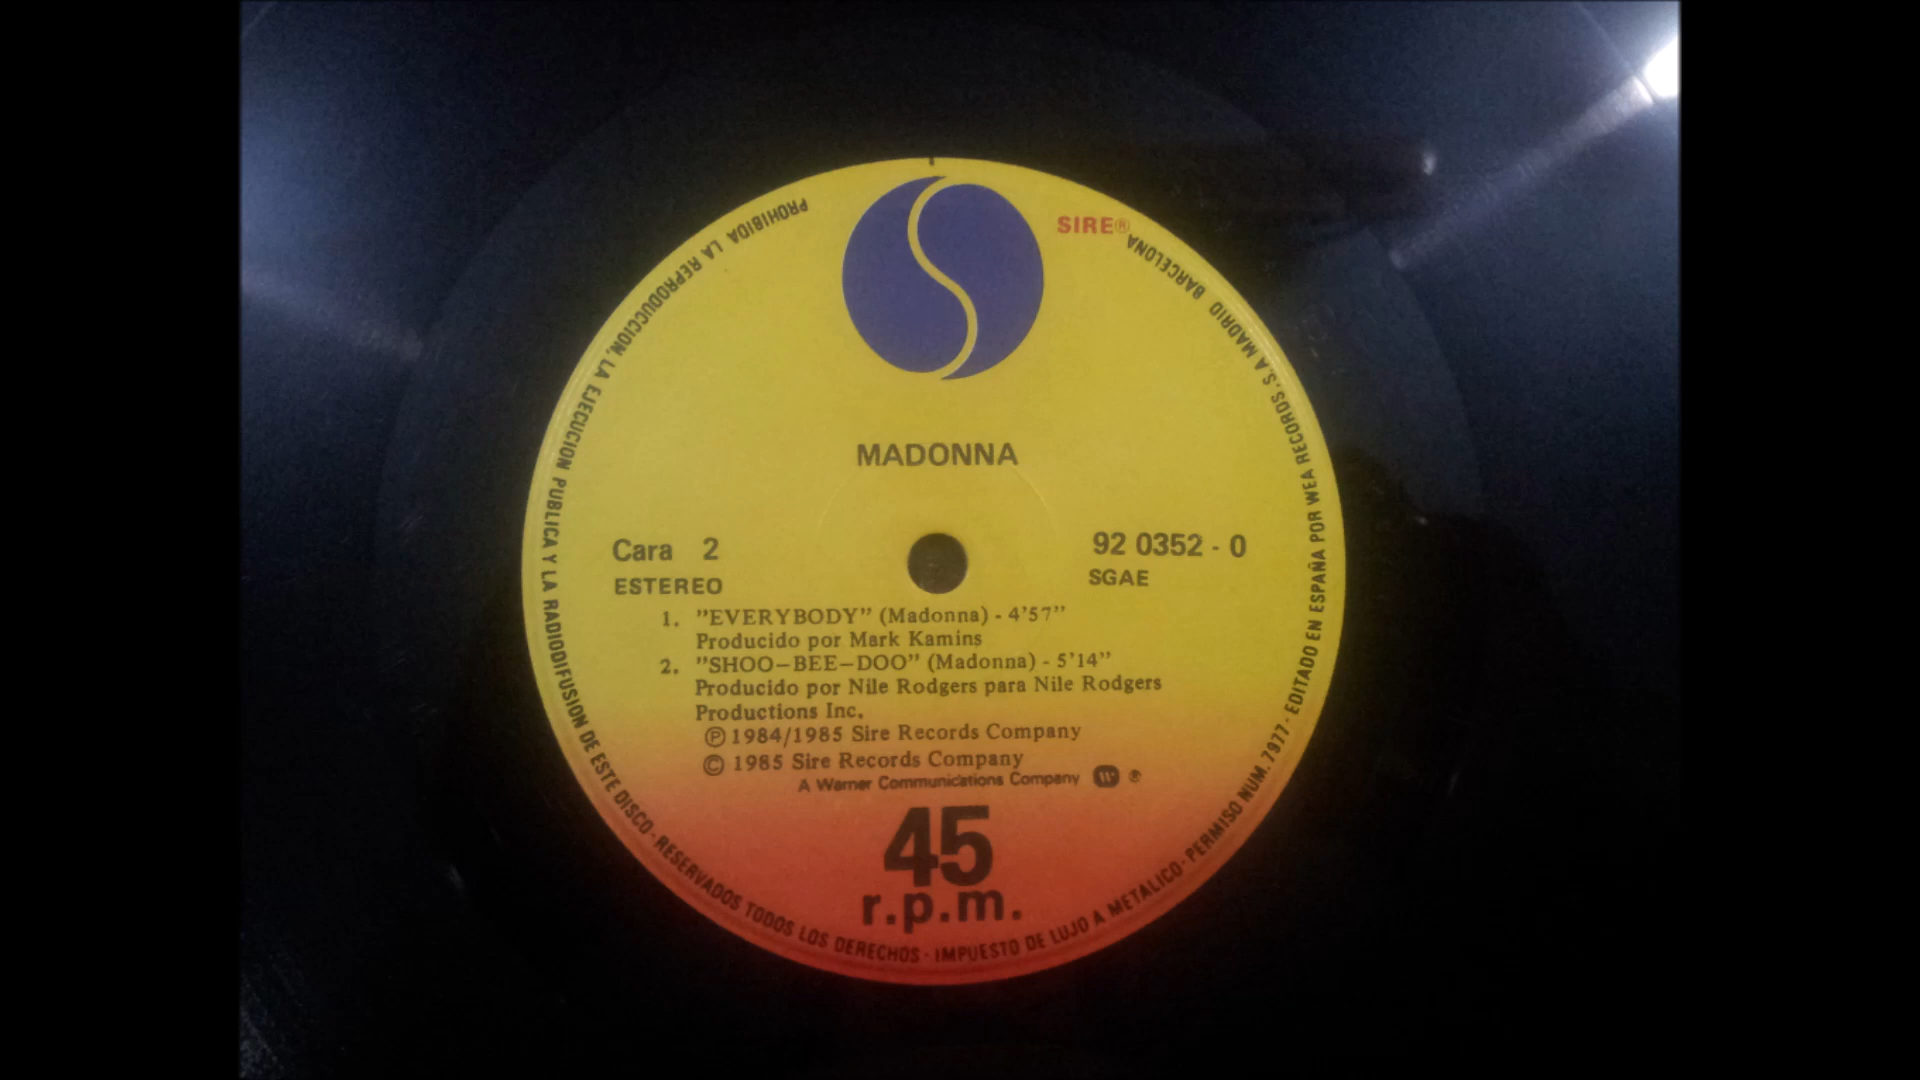 SIRE®
MADONNA
Cara 2
ESTEREO
92 0352 - 0
SGAE
1. "EVERYBODY" (Madonna) - 4'57"
Producido por Mark Kamins
2. "SHOO–BEE–DOO" (Madonna) - 5'14"
Producido por Nile Rodgers para Nile Rodgers
Productions Inc.
Ⓟ 1984/1985 Sire Records Company
© 1985 Sire Records Company
A Warner Communications Company ®
45
r.p.m.
PROHIBIDA LA REPRODUCCION, LA EJECUCION PUBLICA Y LA RADIODIFUSION DE ESTE DISCO - RESERVADOS TODOS LOS DERECHOS - IMPUESTO DE LUJO A METALICO - PERMISO NUM. 7977 - EDITADO EN ESPAÑA POR WEA RECORDS, S.A. MADRID BARCELONA